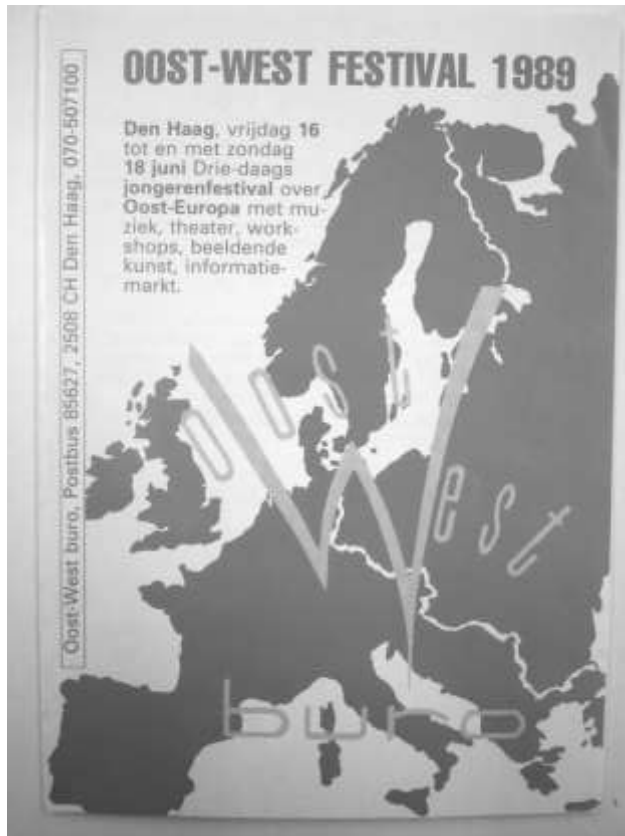 OOST-WEST FESTIVAL 1989
Den Haag, vrijdag 16
tot en met zondag
18 juni Drie-daags
jongerenfestival over
Oost-Europa met mu-
ziek, theater, work-
shops, beeldende
kunst, informatie-
markt.
Oost-West buro, Postbus 85627, 2508 CH Den Haag, 070-507100
oost
West
buro